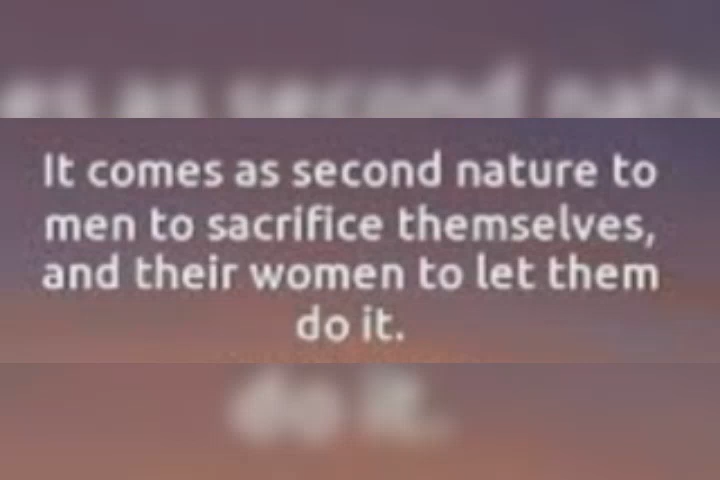 It comes as second nature to
men to sacrifice themselves,
and their women to let them
do it.